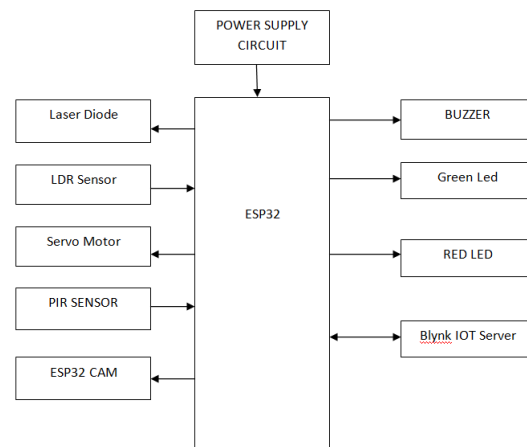 POWER SUPPLY
CIRCUIT
Laser Diode
BUZZER
LDR Sensor
Green Led
ESP32
Servo Motor
RED LED
PIR SENSOR
Blynk IOT Server
ESP32 CAM